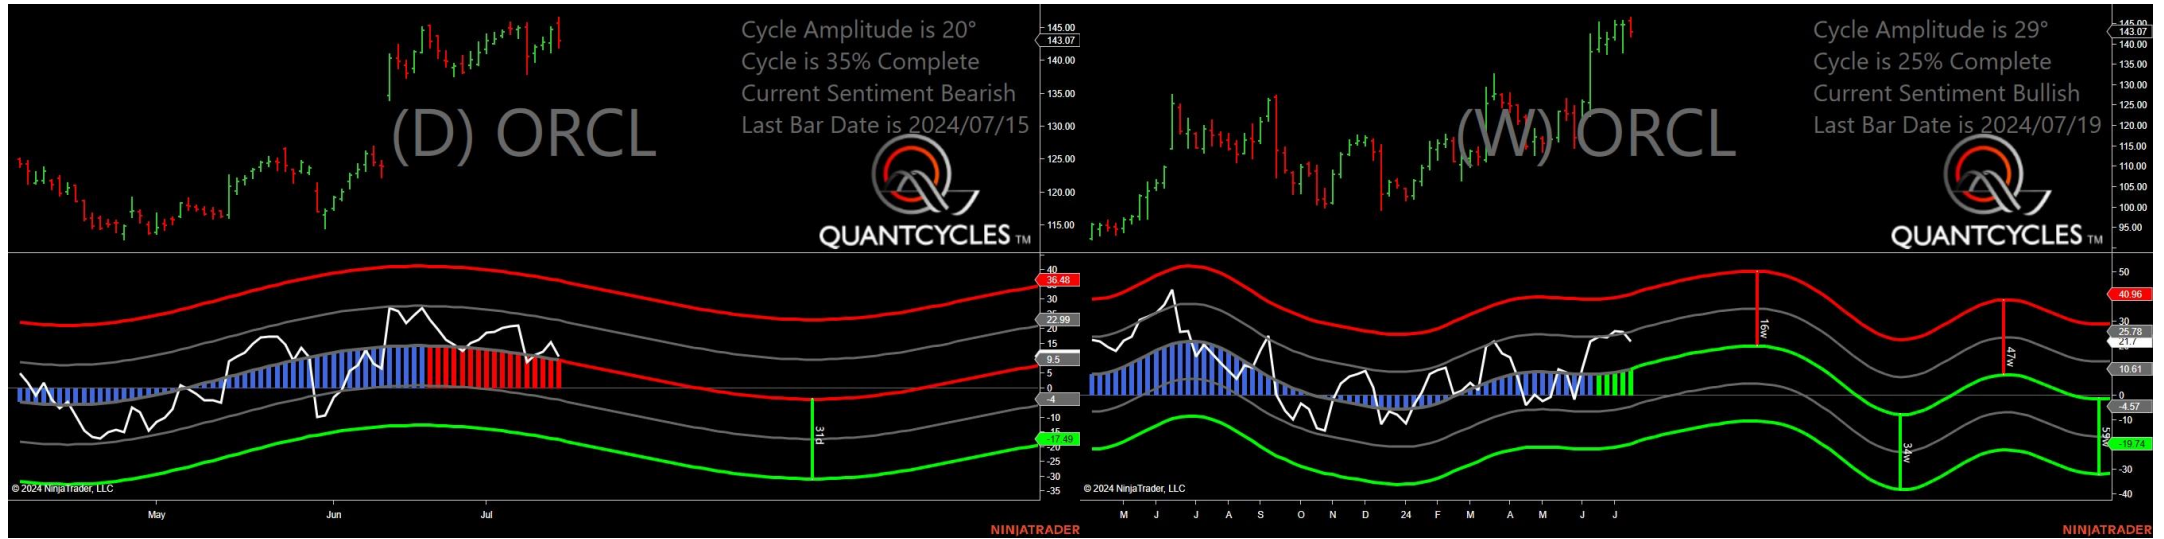 Cycle Amplitude is 20°
Cycle is 35% Complete
Current Sentiment Bearish
Last Bar Date is 2024/07/15
(D) ORCL
QUANTCYCLES TM
145.00
143.07
140.00
135.00
130.00
125.00
120.00
115.00
40
36.48
30
22.99
20
15
9.5
5
0
-4
-10
-15
-17.49
-20
-25
-30
-35
31d
© 2024 NinjaTrader, LLC
May Jun Jul
NINJATRADER
Cycle Amplitude is 29°
Cycle is 25% Complete
Current Sentiment Bullish
Last Bar Date is 2024/07/19
(W) ORCL
QUANTCYCLES TM
145.00
143.07
140.00
135.00
130.00
125.00
120.00
115.00
110.00
105.00
100.00
95.00
50
40.96
30
25.78
21.7
10.61
0
-4.57
-10
-19.74
-30
-40
16w
34w
47w
59w
© 2024 NinjaTrader, LLC
M J J A S O N D 24 F M A M J J
NINJATRADER